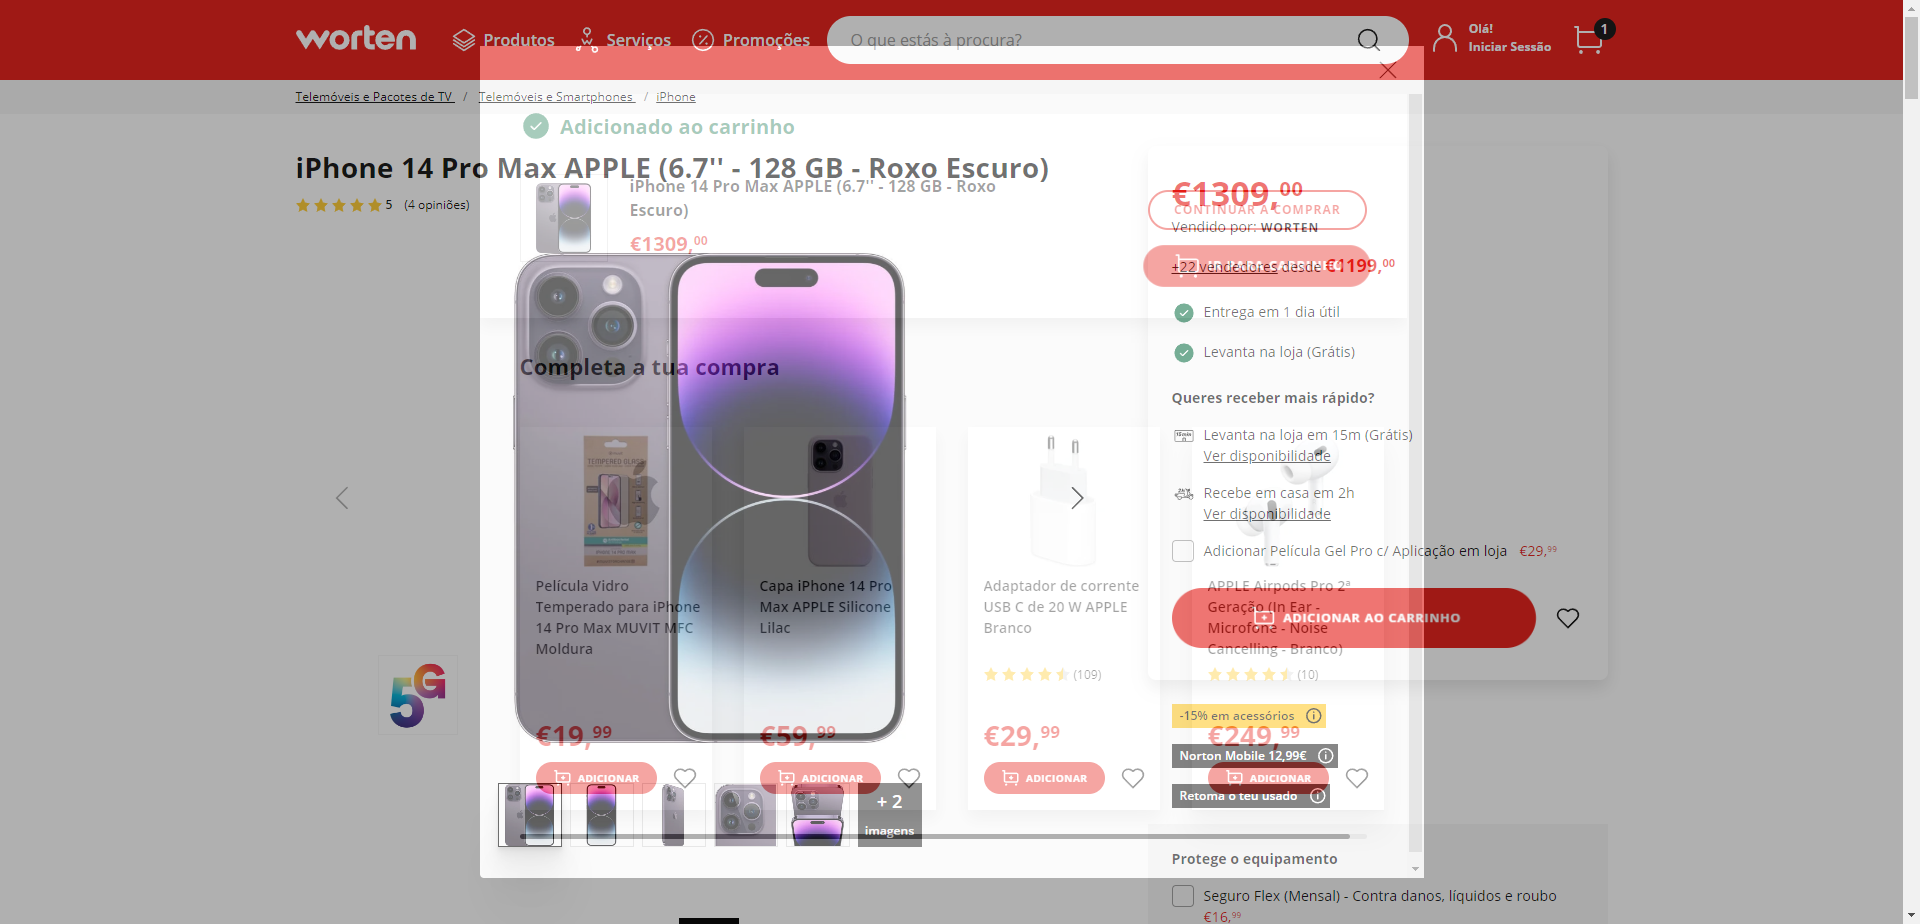 worten
Produtos
Serviços
Promoções
O que estás à procura?
Olá!
Iniciar Sessão
1
Telemóveis e Pacotes de TV / Telemóveis e Smartphones / iPhone
Adicionado ao carrinho
iPhone 14 Pro Max APPLE (6.7'' - 128 GB - Roxo Escuro)
5 (4 opiniões)
iPhone 14 Pro Max APPLE (6.7'' - 128 GB - Roxo
Escuro)
€1309,00
€1309,00
CONTINUAR A COMPRAR
Vendido por: WORTEN
IR PARA CARRINHO
+22 vendedores desde €1199,00
Entrega em 1 dia útil
Levanta na loja (Grátis)
Queres receber mais rápido?
Levanta na loja em 15m (Grátis)
Ver disponibilidade
Recebe em casa em 2h
Ver disponibilidade
Adicionar Película Gel Pro c/ Aplicação em loja €29,99
ADICIONAR AO CARRINHO
Completa a tua compra
TEMPERED GLASS
Película Vidro
Temperado para iPhone
14 Pro Max MUVIT MFC
Moldura
€19,99
ADICIONAR
Capa iPhone 14 Pro
Max APPLE Silicone
Lilac
€59,99
ADICIONAR
Adaptador de corrente
USB C de 20 W APPLE
Branco
(109)
€29,99
ADICIONAR
APPLE Airpods Pro 2ª
Geração (In Ear -
Microfone - Noise
Cancelling - Branco)
(10)
€249,99
ADICIONAR
5G
-15% em acessórios
Norton Mobile 12,99€
Retoma o teu usado
+ 2
imagens
Protege o equipamento
Seguro Flex (Mensal) - Contra danos, líquidos e roubo
€16,99